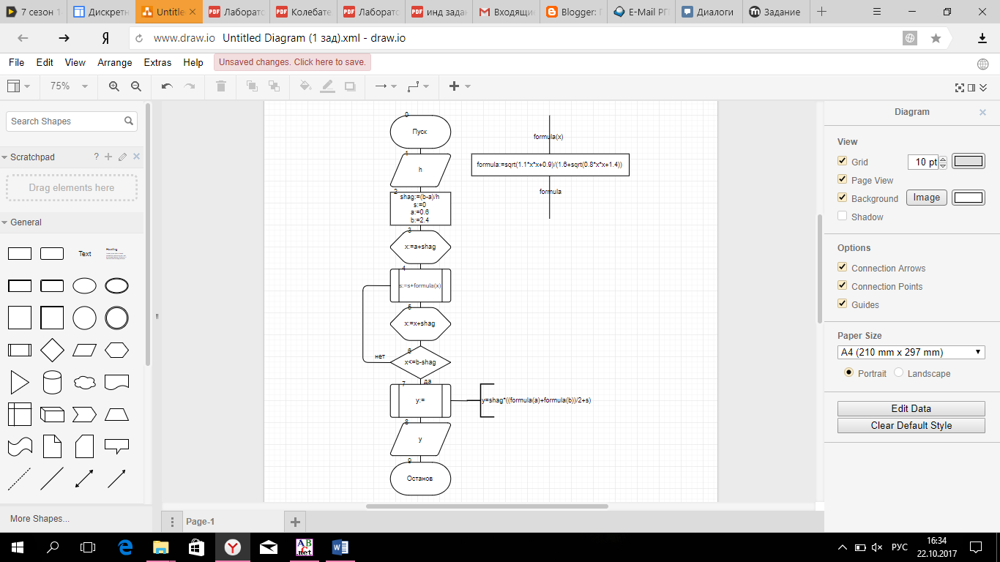 7 сезон 1
Дискретн
Untitle
Лаборато
Колебате
Лаборато
инд зада
Входящи
Blogger: П
E-Mail РГ
Диалоги
Задание
www.draw.io Untitled Diagram (1 зад).xml - draw.io
File Edit View Arrange Extras Help Unsaved changes. Click here to save.
75%
Search Shapes
Scratchpad
Drag elements here
General
Text
Heading
More Shapes...
0
Пуск
1
h
2
shag:=(b-a)/h
s:=0
a:=0.6
b:=2.4
3
x:=a+shag
4
s:=s+formula(x)
5
x:=x+shag
6
x<=b-shag
нет
да
7
y:=
y=shag*((formula(a)+formula(b))/2+s)
8
y
9
Останов
formula(x)
formula:=sqrt(1.1*x*x+0.9)/(1.6+sqrt(0.8*x*x+1.4))
formula
Diagram
View
Grid 10 pt
Page View
Background Image
Shadow
Options
Connection Arrows
Connection Points
Guides
Paper Size
A4 (210 mm x 297 mm)
Portrait Landscape
Edit Data
Clear Default Style
Page-1
РУС
16:34
22.10.2017